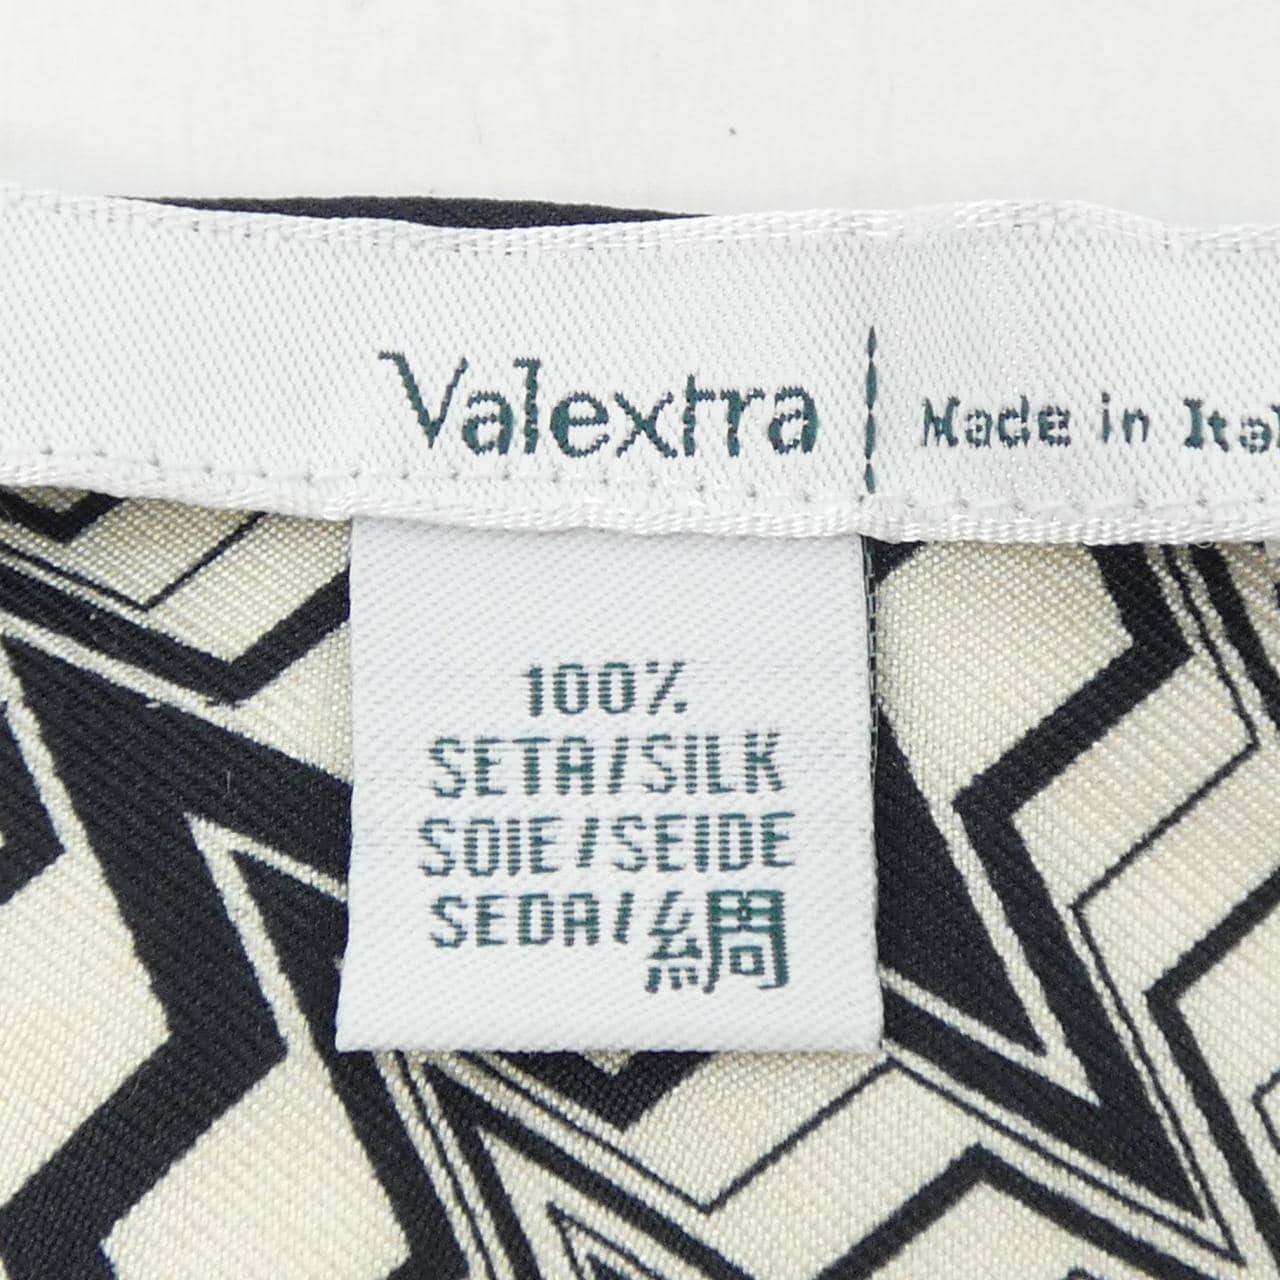 Valextra | Made in Ital
100%
SETA/SILK
SOIE/SEIDE
SEDA/絹